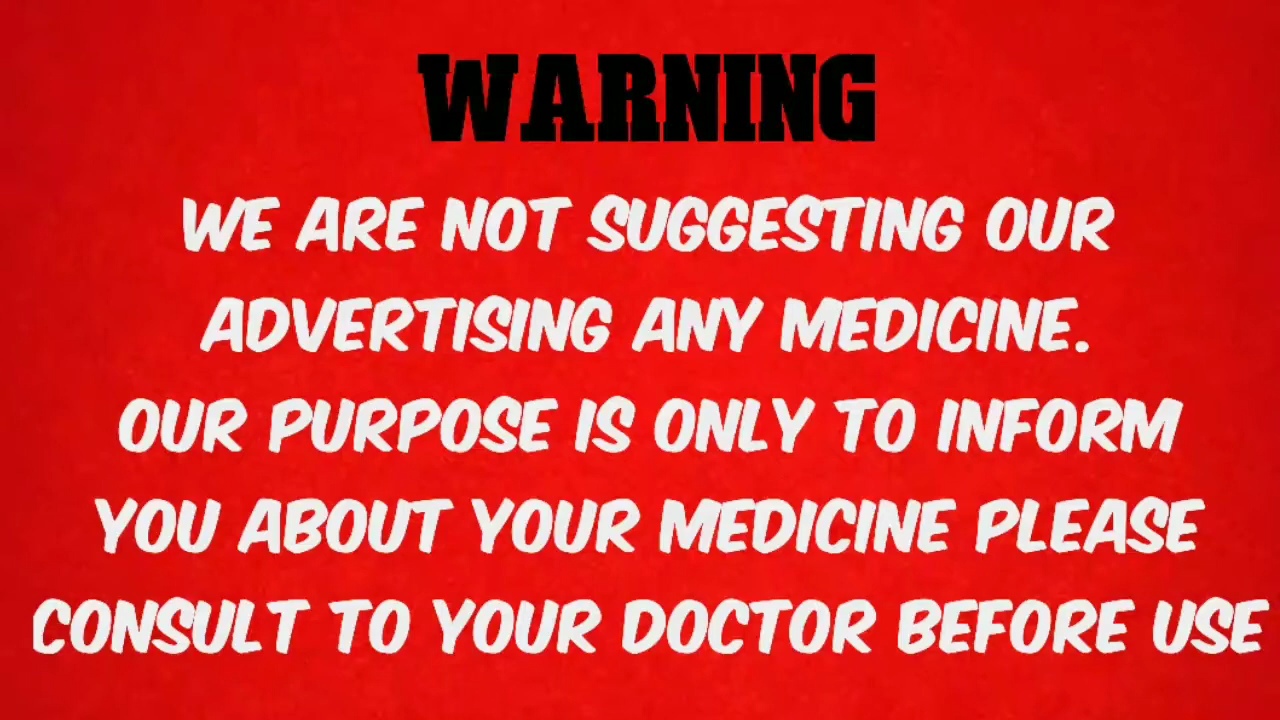 WARNING
WE ARE NOT SUGGESTING OUR
ADVERTISING ANY MEDICINE.
OUR PURPOSE IS ONLY TO INFORM
YOU ABOUT YOUR MEDICINE PLEASE
CONSULT TO YOUR DOCTOR BEFORE USE